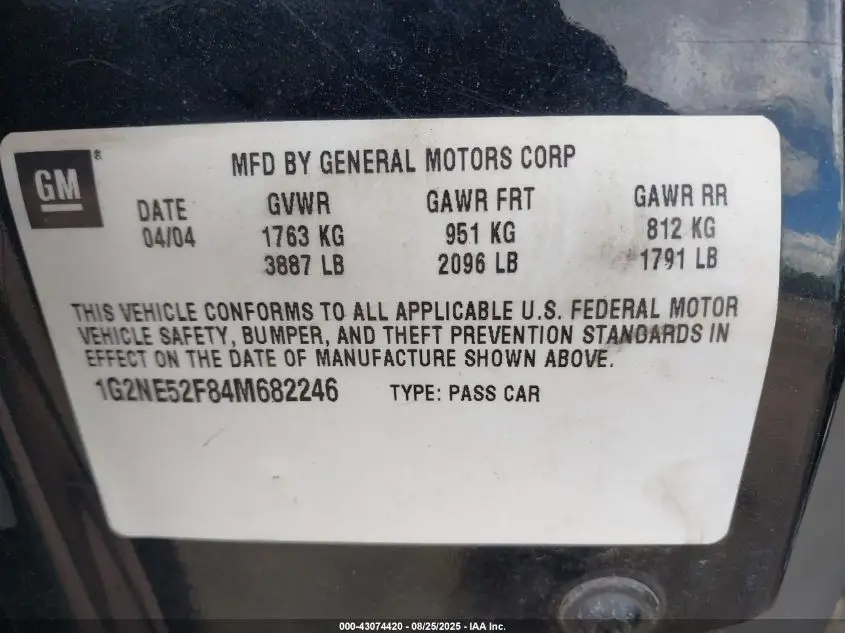 GM®
MFD BY GENERAL MOTORS CORP
DATE GVWR GAWR FRT GAWR RR
04/04 1763 KG 951 KG 812 KG
3887 LB 2096 LB 1791 LB
THIS VEHICLE CONFORMS TO ALL APPLICABLE U.S. FEDERAL MOTOR
VEHICLE SAFETY, BUMPER, AND THEFT PREVENTION STANDARDS IN
EFFECT ON THE DATE OF MANUFACTURE SHOWN ABOVE.
1G2NE52F84M682246 TYPE: PASS CAR
000-43074420 - 08/25/2025 - IAA Inc.